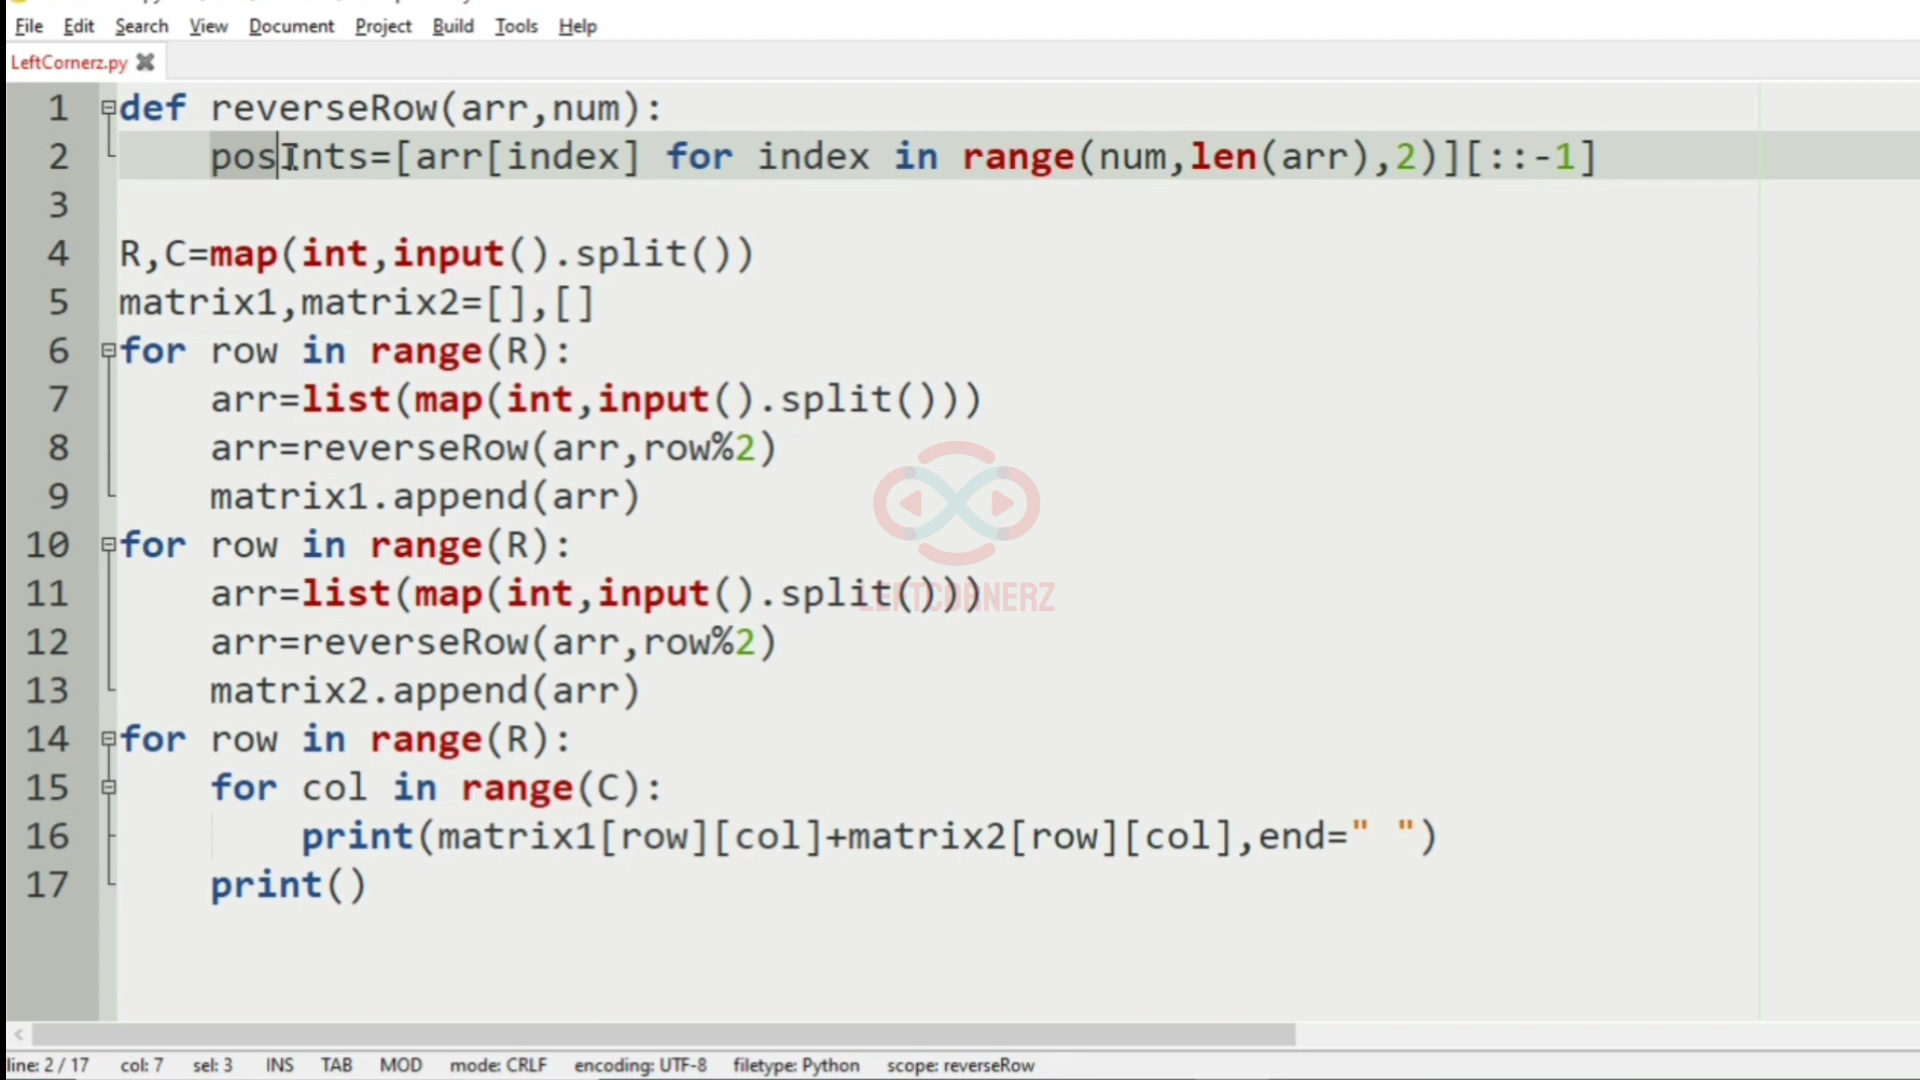 File Edit Search View Document Project Build Tools Help
LeftCornerz.py
1 def reverseRow(arr,num):
2     posInts=[arr[index] for index in range(num,len(arr),2)][::-1]
3
4 R,C=map(int,input().split())
5 matrix1,matrix2=[],[]
6 for row in range(R):
7     arr=list(map(int,input().split()))
8     arr=reverseRow(arr,row%2)
9     matrix1.append(arr)
10 for row in range(R):
11     arr=list(map(int,input().split()))
12     arr=reverseRow(arr,row%2)
13     matrix2.append(arr)
14 for row in range(R):
15     for col in range(C):
16         print(matrix1[row][col]+matrix2[row][col],end=" ")
17     print()
LEFTCORNERZ
line: 2 / 17 col: 7 sel: 3 INS TAB MOD mode: CRLF encoding: UTF-8 filetype: Python scope: reverseRow